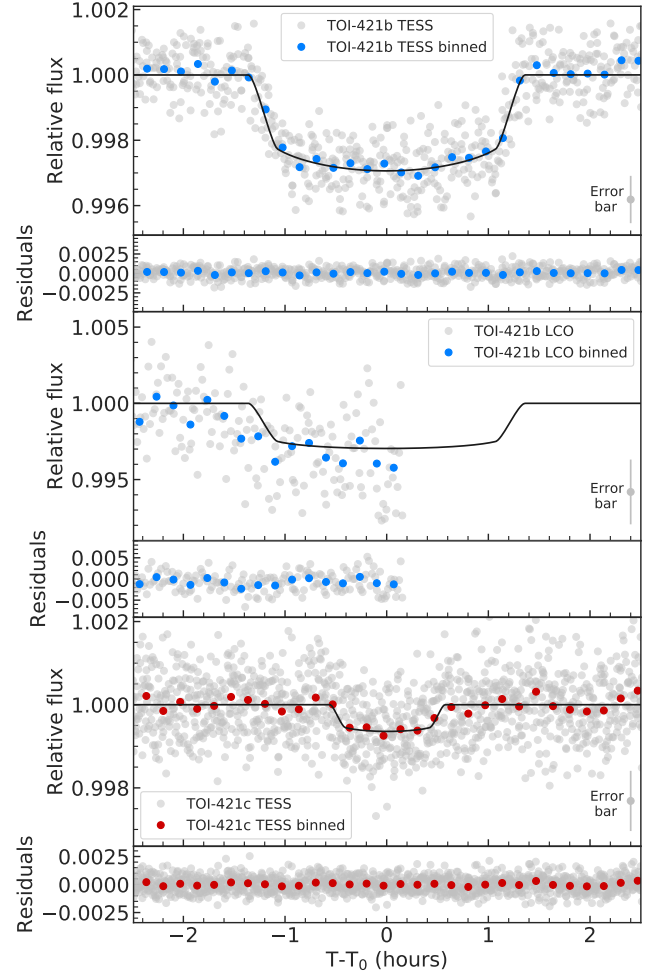 1.002
1.000
0.998
0.996
Relative flux
TOI-421b TESS
TOI-421b TESS binned
Error
bar
0.0025
0.0000
−0.0025
Residuals
1.005
1.000
0.995
Relative flux
TOI-421b LCO
TOI-421b LCO binned
Error
bar
0.005
0.000
−0.005
Residuals
1.002
1.000
0.998
Relative flux
TOI-421c TESS
TOI-421c TESS binned
Error
bar
0.0025
0.0000
−0.0025
Residuals
−2
−1
0
1
2
T-T₀ (hours)